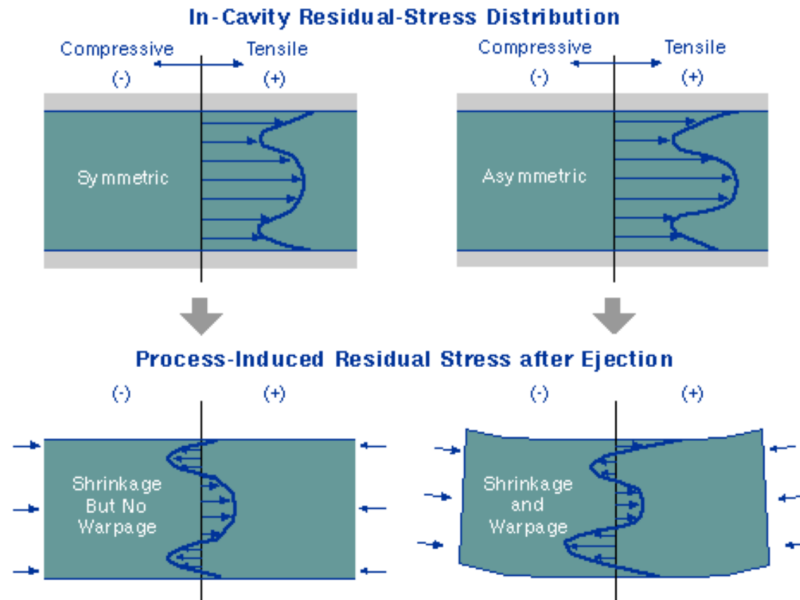 In-Cavity Residual-Stress Distribution
Compressive Tensile
(-) (+)
Symmetric
Compressive Tensile
(-) (+)
Asymmetric
Process-Induced Residual Stress after Ejection
(-) (+)
Shrinkage
But No
Warpage
(-) (+)
Shrinkage
and
Warpage